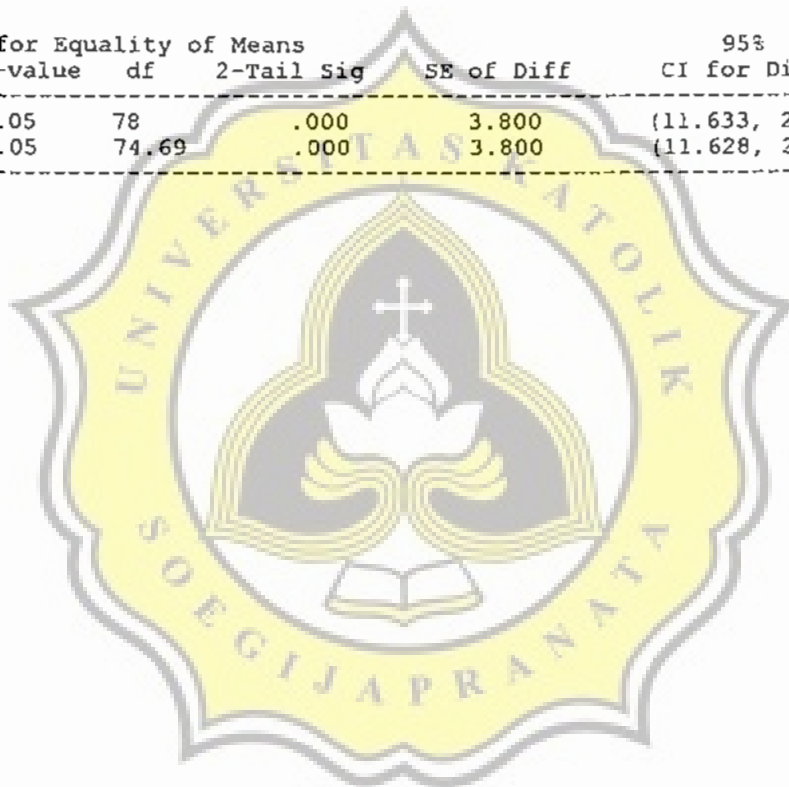 for Equality of Means 95%
-value df 2-Tail Sig SE of Diff CI for Di
.05 78 .000 3.800 (11.633, 2
.05 74.69 .000 3.800 (11.628, 2
UNIVERSITAS KATOLIK
SOEGIJAPRANATA